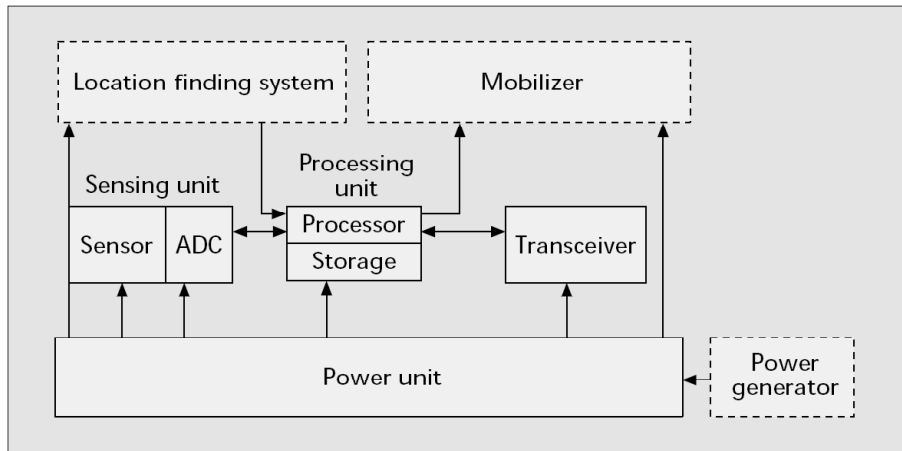 Location finding system
Mobilizer
Sensing unit
Processing
unit
Sensor
ADC
Processor
Storage
Transceiver
Power unit
Power
generator